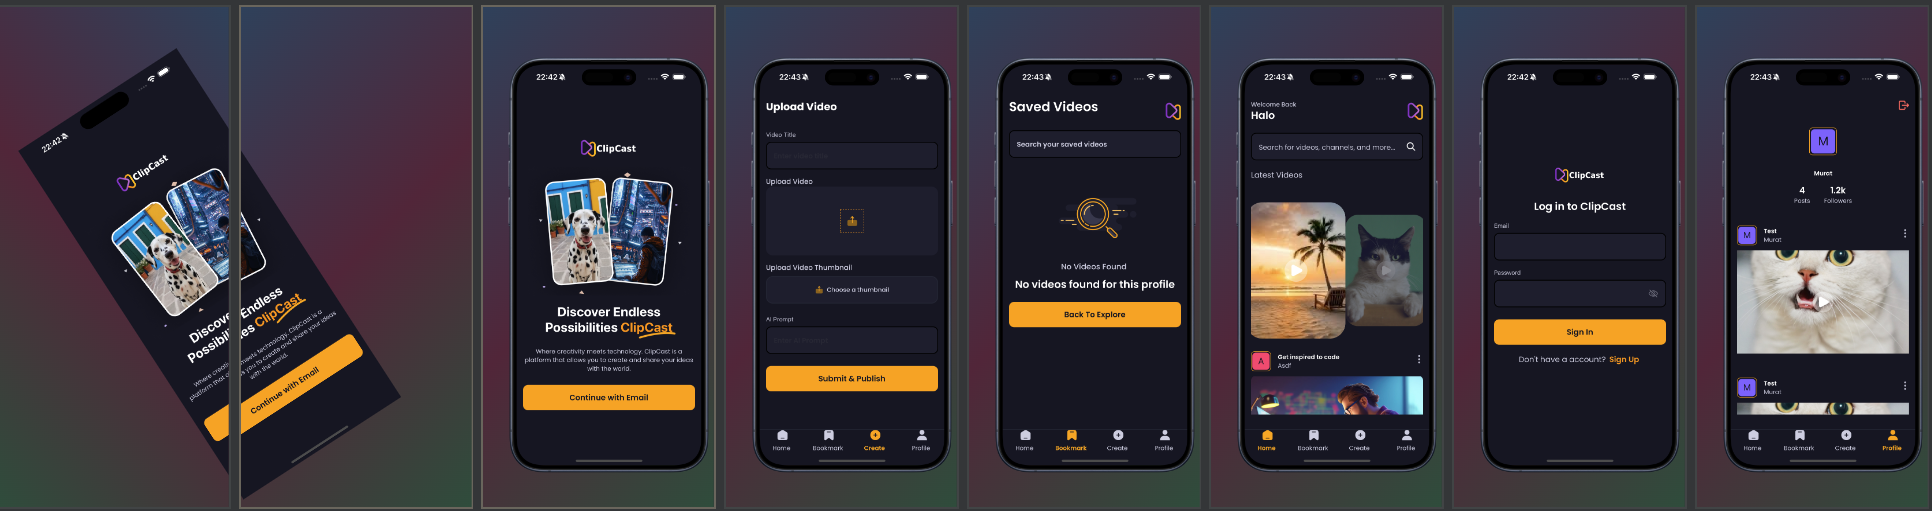 22:42
ClipCast
Discover Endless
Possibilities ClipCast
Where creativity meets technology. ClipCast is a
platform that allows you to create and share your ideas
with the world.
Continue with Email
22:42
ClipCast
Discover Endless
Possibilities ClipCast
Where creativity meets technology. ClipCast is a
platform that allows you to create and share your ideas
with the world.
Continue with Email
22:43
Upload Video
Video Title
Upload Video
Upload Video Thumbnail
Choose a thumbnail
AI Prompt
Submit & Publish
Home
Bookmark
Create
Profile
22:43
Saved Videos
Search your saved videos
No Videos Found
No videos found for this profile
Back To Explore
Home
Bookmark
Create
Profile
22:43
Welcome Back
Halo
Search for videos, channels, and more...
Latest Videos
A
Get inspired to code
Asdf
Home
Bookmark
Create
Profile
22:42
ClipCast
Log in to ClipCast
Email
Password
Sign In
Don't have a account? Sign Up
22:43
M
Murat
4
Posts
1.2k
Followers
M
Test
Murat
M
Test
Murat
Home
Bookmark
Create
Profile